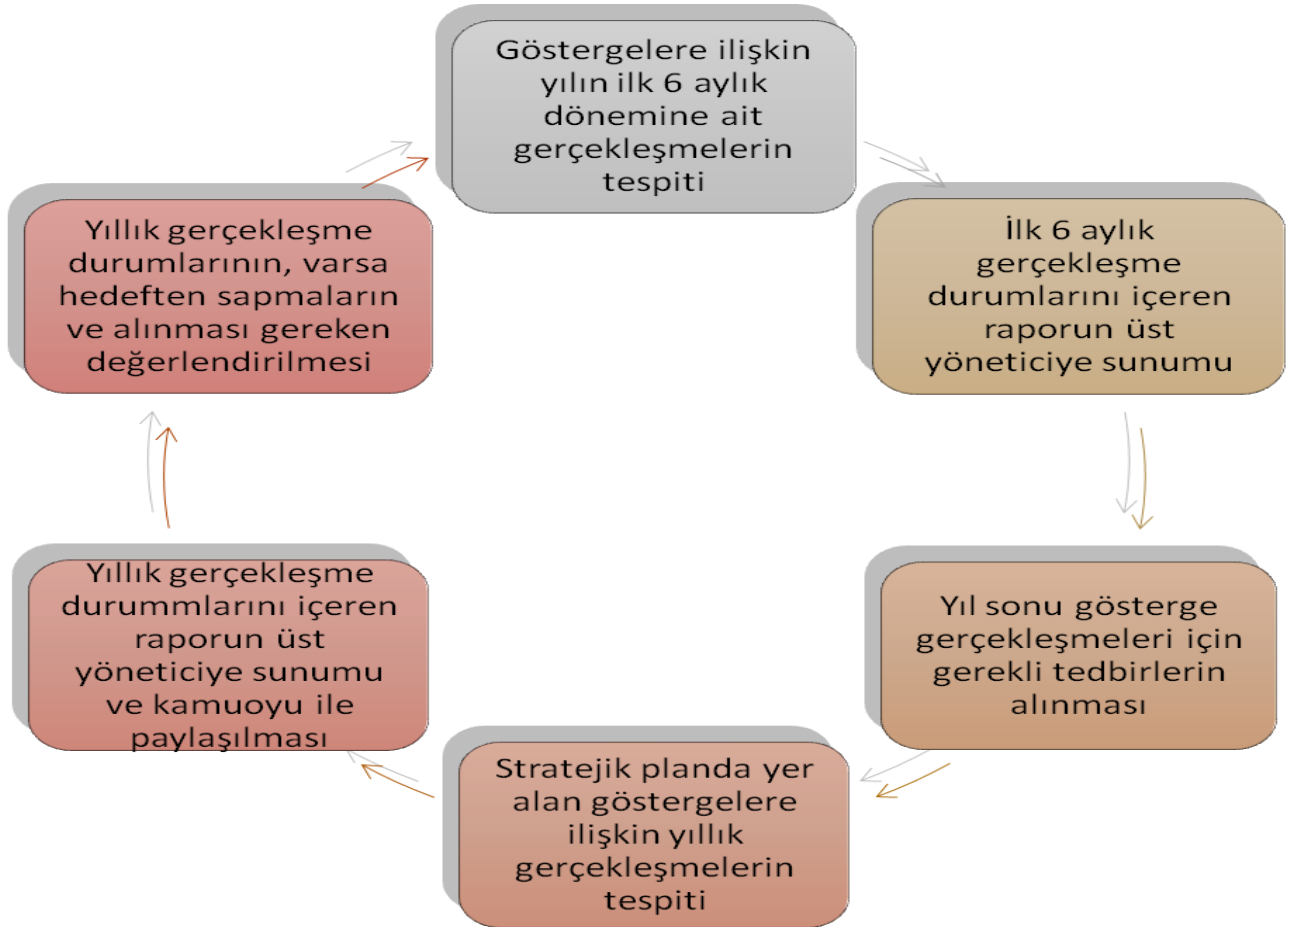 Göstergelere ilişkin
yılın ilk 6 aylık
dönemine ait
gerçekleşmelerin
tespiti
İlk 6 aylık
gerçekleşme
durumlarını içeren
raporun üst
yöneticiye sunumu
Yıl sonu gösterge
gerçekleşmeleri için
gerekli tedbirlerin
alınması
Stratejik planda yer
alan göstergelere
ilişkin yıllık
gerçekleşmelerin
tespiti
Yıllık gerçekleşme
durummlarını içeren
raporun üst
yöneticiye sunumu
ve kamuoyu ile
paylaşılması
Yıllık gerçekleşme
durumlarının, varsa
hedeften sapmaların
ve alınması gereken
değerlendirilmesi